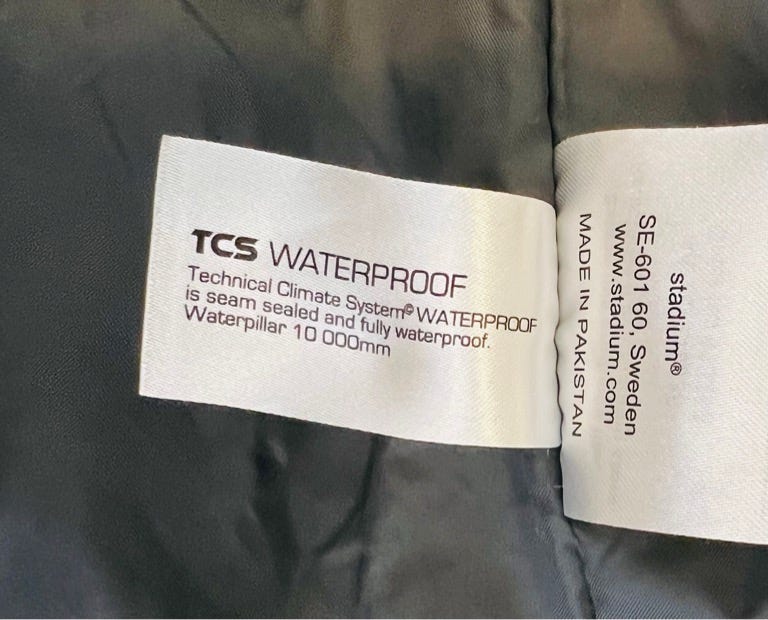 TCS WATERPROOF
Technical Climate System© WATERPROOF
is seam sealed and fully waterproof.
Waterpillar 10 000mm
stadium®
SE-601 60, Sweden
www.stadium.com
MADE IN PAKISTAN